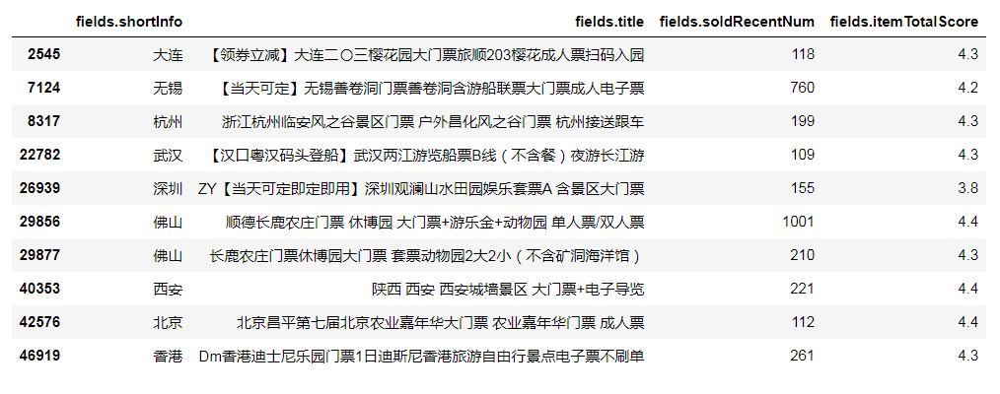 fields.shortInfo fields.title fields.soldRecentNum fields.itemTotalScore
2545 大连 【领券立减】大连二〇三樱花园大门票旅顺203樱花成人票扫码入园 118 4.3
7124 无锡 【当天可定】无锡善卷洞门票善卷洞含游船联票大门票成人电子票 760 4.2
8317 杭州 浙江杭州临安风之谷景区门票 户外昌化风之谷门票 杭州接送跟车 199 4.3
22782 武汉 【汉口粤汉码头登船】武汉两江游览船票B线（不含餐）夜游长江游 109 4.3
26939 深圳 ZY【当天可定即定即用】深圳观澜山水田园娱乐套票A 含景区大门票 155 3.8
29856 佛山 顺德长鹿农庄门票 休博园 大门票+游乐金+动物园 单人票/双人票 1001 4.4
29877 佛山 长鹿农庄门票休博园大门票 套票动物园2大2小（不含矿洞海洋馆） 210 4.3
40353 西安 陕西 西安 西安城墙景区 大门票+电子导览 221 4.4
42576 北京 北京昌平第七届北京农业嘉年华大门票 农业嘉年华门票 成人票 112 4.4
46919 香港 Dm香港迪士尼乐园门票1日迪斯尼香港旅游自由行景点电子票不刷单 261 4.3